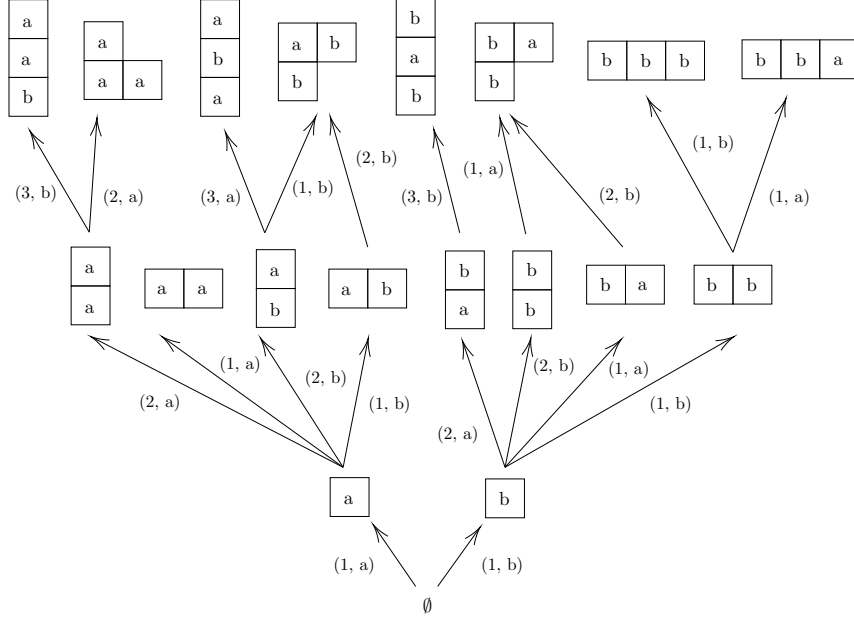 a
a
b
a
a a
a
b
a
a b
b
b
a
b
b a
b
b b b
b b a
(3, b)
(2, a)
(3, a)
(1, b)
(2, b)
(3, b)
(1, a)
(2, b)
(1, b)
(1, a)
a
a
a a
a
b
a b
b
a
b
b
b a
b b
(2, a)
(1, a)
(2, b)
(1, b)
(2, a)
(2, b)
(1, a)
(1, b)
a
b
(1, a)
(1, b)
∅